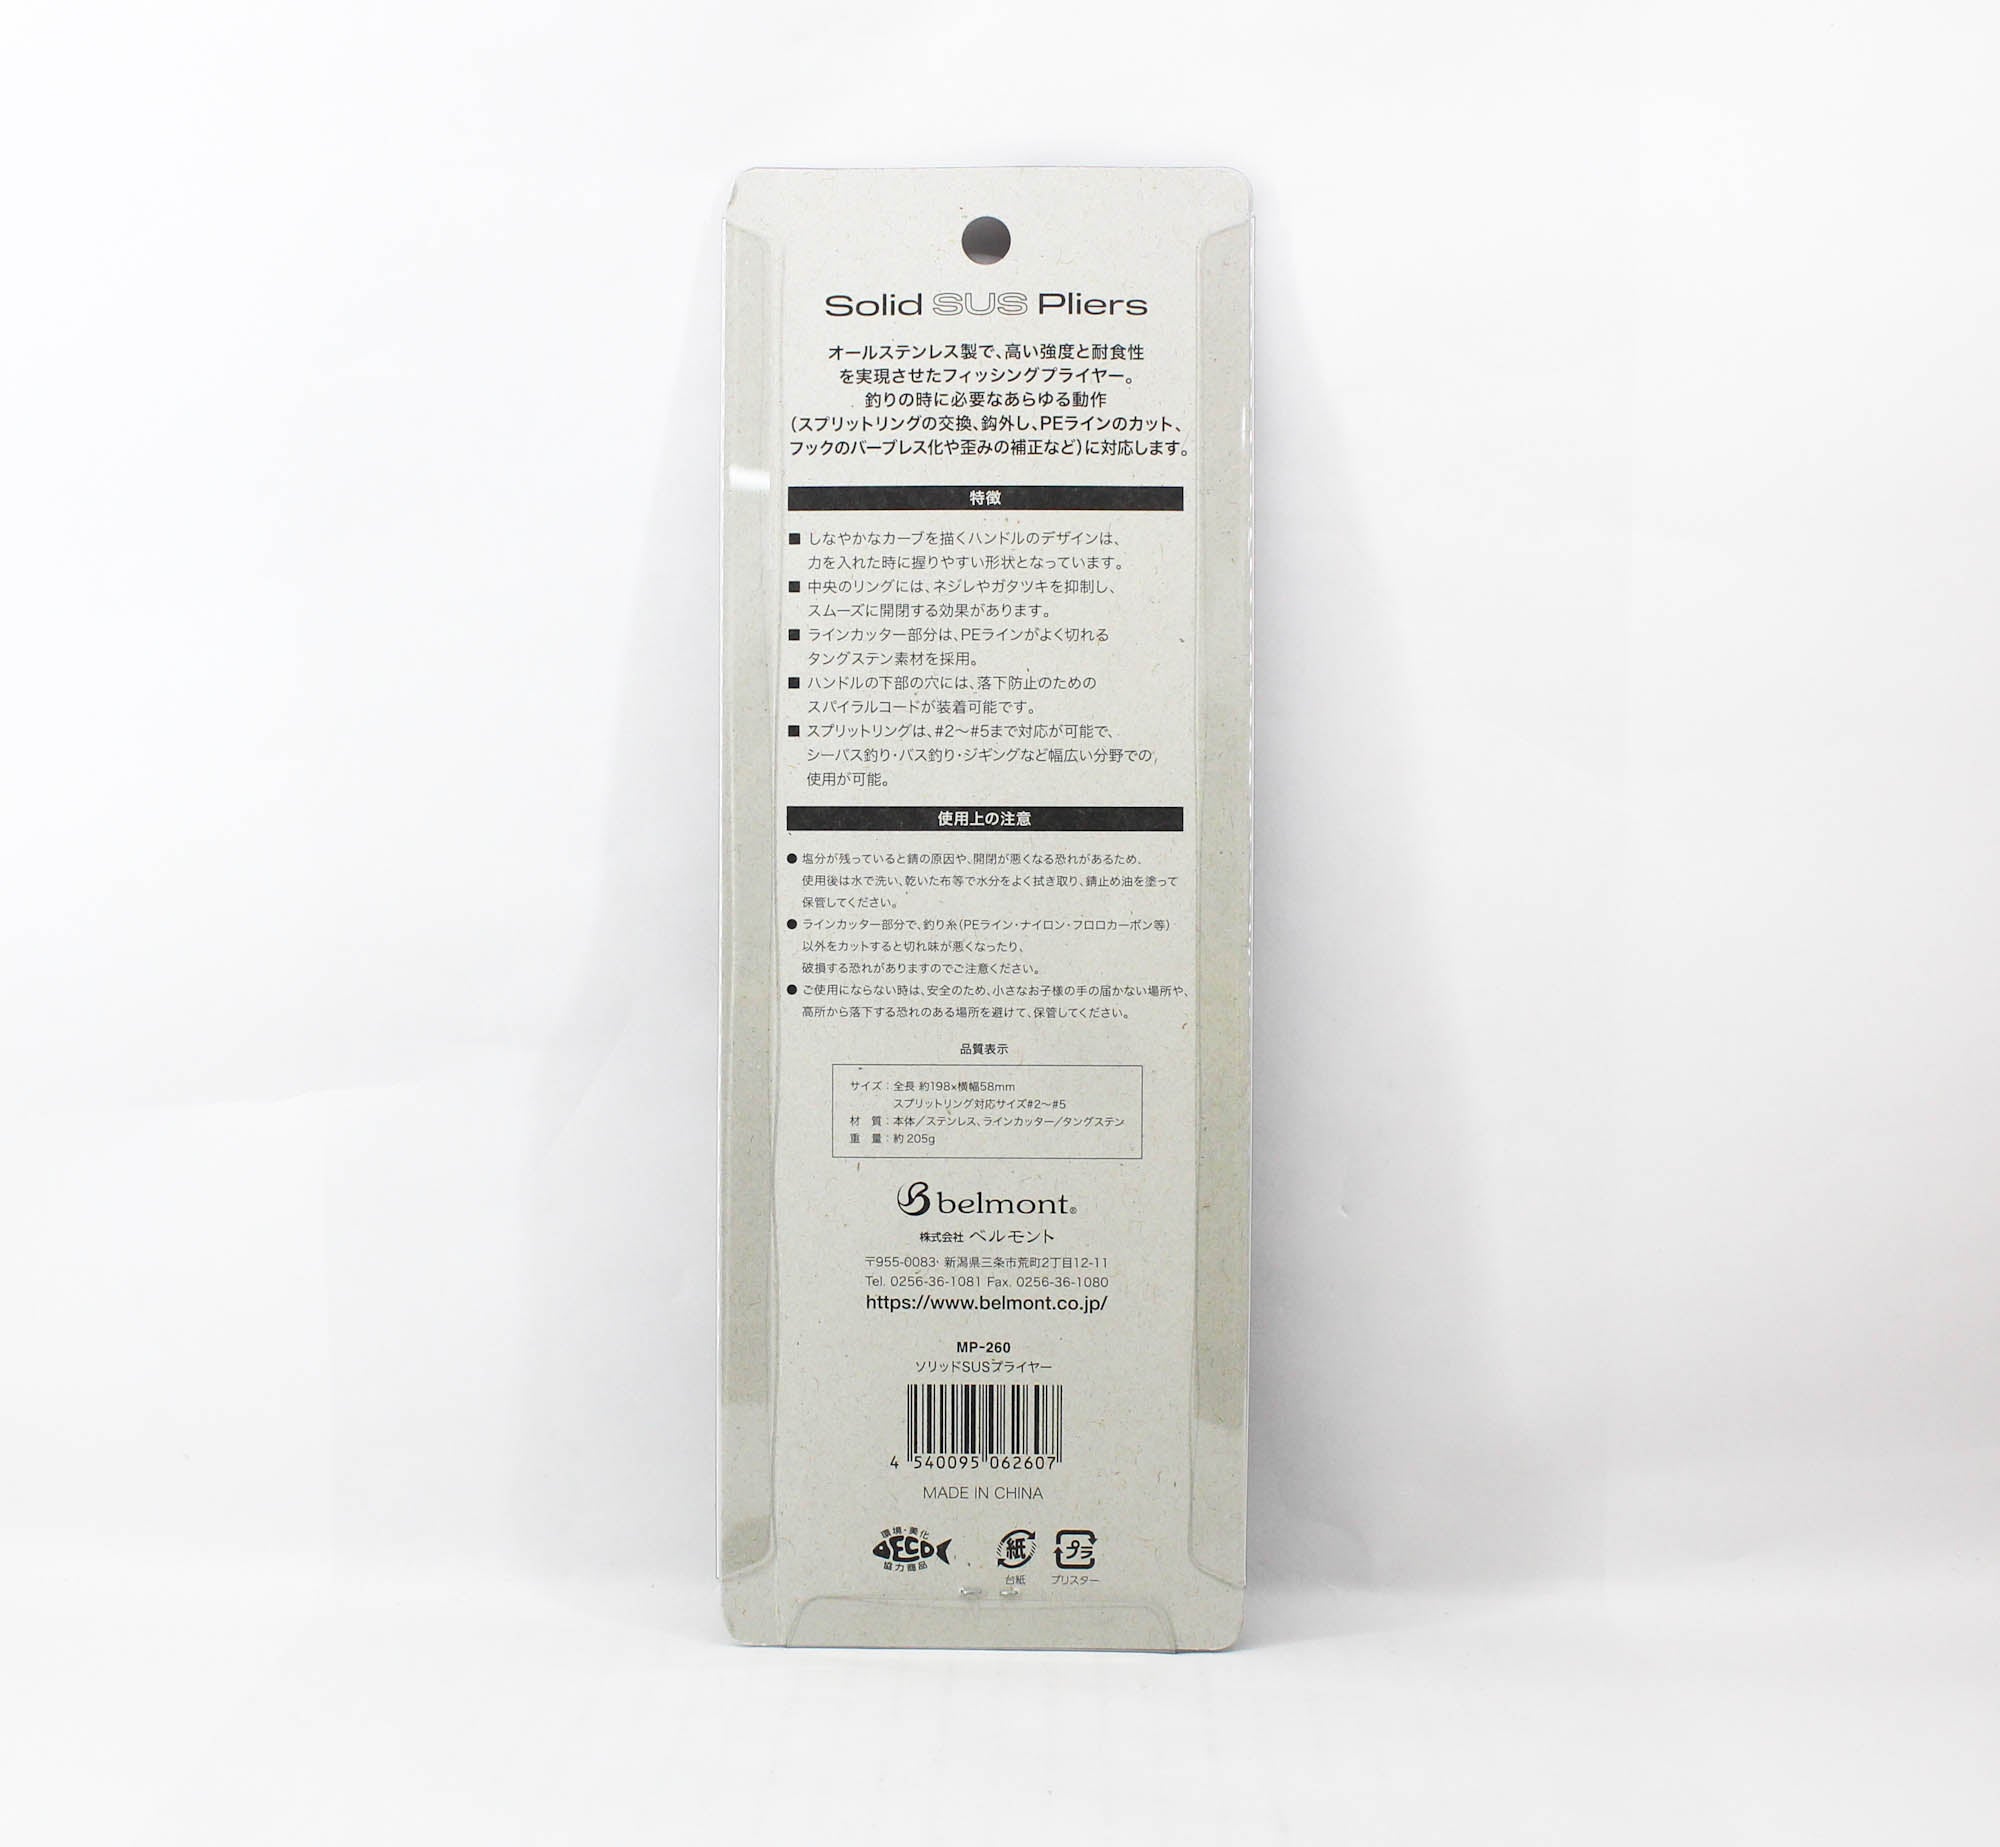 Solid SUS Pliers
オールステンレス製で、高い強度と耐食性
を実現させたフィッシングプライヤー。
釣りの時に必要なあらゆる動作
(スプリットリングの交換、鈎外し、PEラインのカット、
フックのバーブレス化や歪みの補正など)に対応します。
特徴
■ しなやかなカーブを描くハンドルのデザインは、
力を入れた時に握りやすい形状となっています。
■ 中央のリングには、ネジレやガタツキを抑制し、
スムーズに開閉する効果があります。
■ ラインカッター部分は、PEラインがよく切れる
タングステン素材を採用。
■ ハンドルの下部の穴には、落下防止のための
スパイラルコードが装着可能です。
■ スプリットリングは、#2〜#5まで対応が可能で、
シーバス釣り・バス釣り・ジギングなど幅広い分野での
使用が可能。
使用上の注意
● 塩分が残っていると錆の原因や、開閉が悪くなる恐れがあるため、
使用後は水で洗い、乾いた布等で水分をよく拭き取り、錆止め油を塗って
保管してください。
● ラインカッター部分で、釣り糸(PEライン・ナイロン・フロロカーボン等)
以外をカットすると切れ味が悪くなったり、
破損する恐れがありますのでご注意ください。
● ご使用にならない時は、安全のため、小さなお子様の手の届かない場所や、
高所から落下する恐れのある場所を避けて、保管してください。
品質表示
サイズ：全長 約198×横幅58mm
スプリットリング対応サイズ#2〜#5
材　質：本体／ステンレス、ラインカッター／タングステン
重　量：約205g
belmont®
株式会社 ベルモント
〒955-0083 新潟県三条市荒町2丁目12-11
Tel. 0256-36-1081 Fax. 0256-36-1080
https://www.belmont.co.jp/
MP-260
ソリッドSUSプライヤー
4 540095 062607
MADE IN CHINA
環境・美化
ECO
協力商品
紙
台紙
プラ
ブリスター